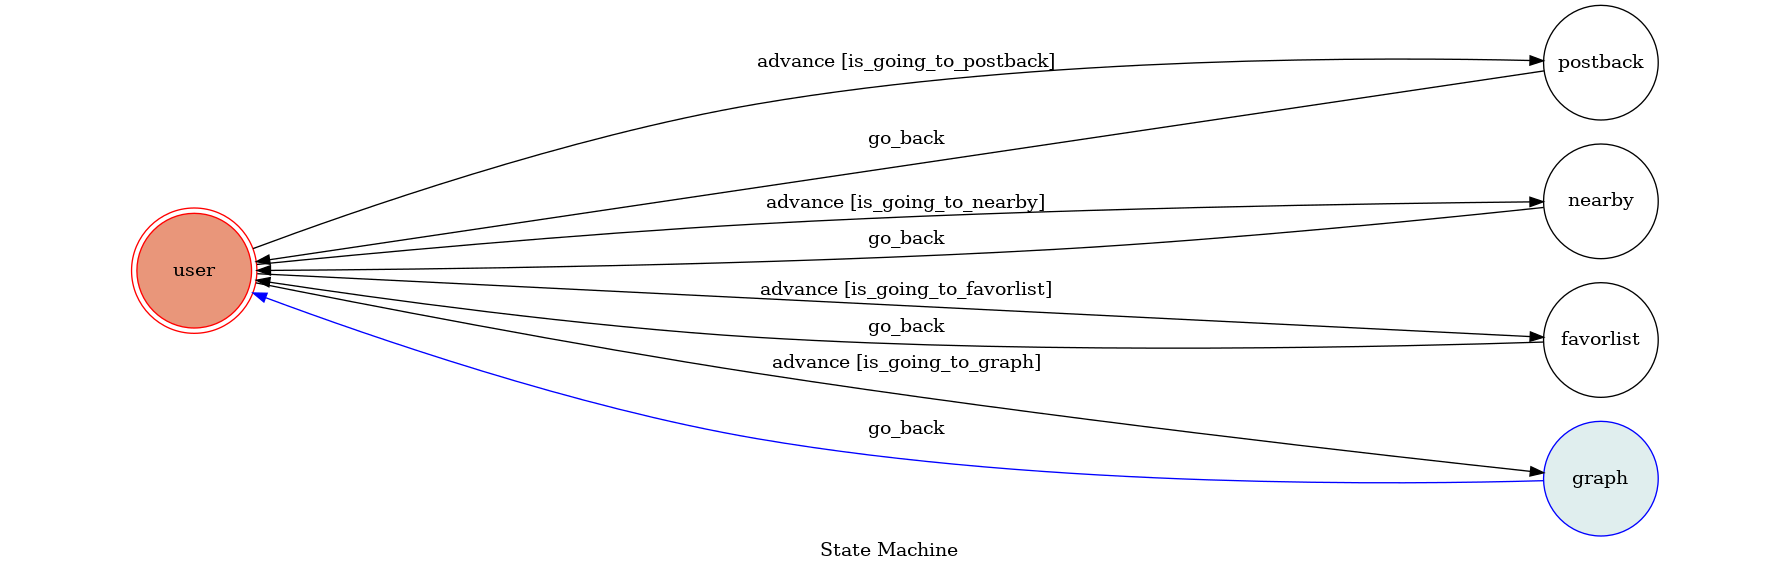 advance [is_going_to_postback]
postback
go_back
advance [is_going_to_nearby]
nearby
go_back
user
advance [is_going_to_favorlist]
go_back
favorlist
advance [is_going_to_graph]
go_back
graph
State Machine